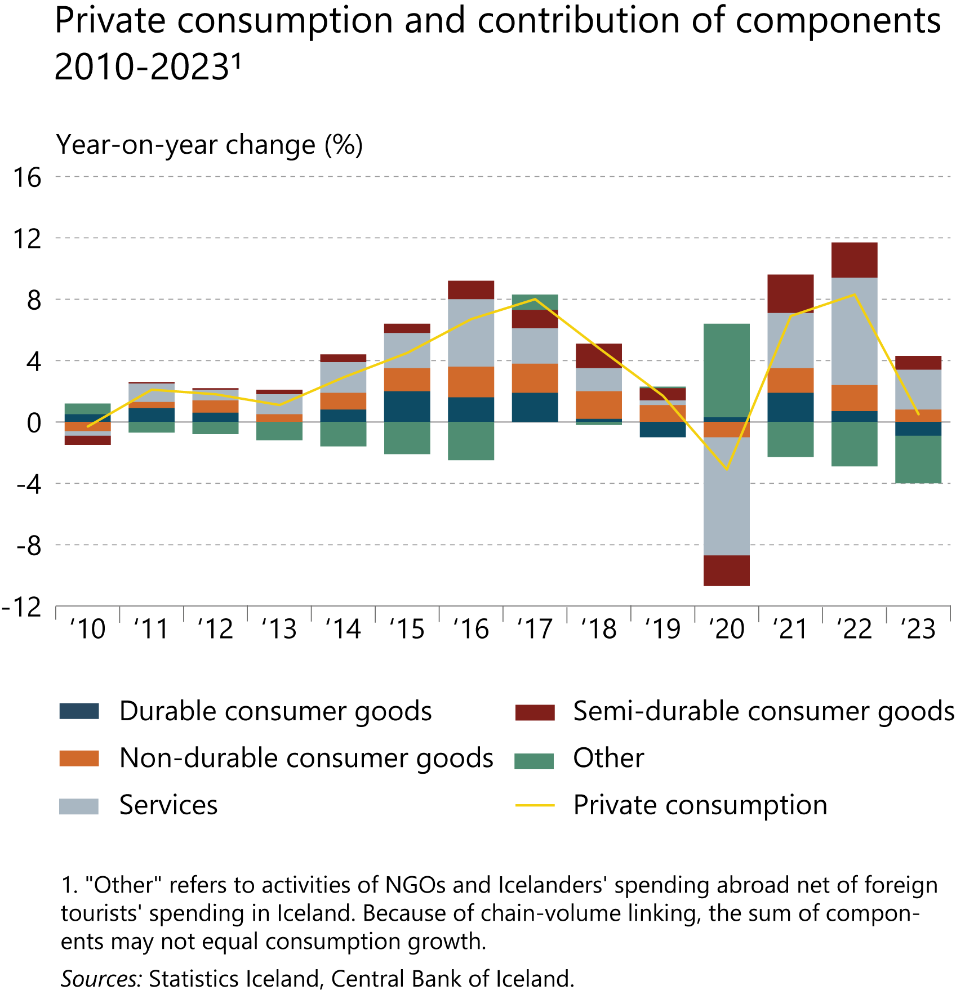 Private consumption and contribution of components
2010-2023¹
Year-on-year change (%)
16
12
8
4
0
-4
-8
-12
‘10 ‘11 ‘12 ‘13 ‘14 ‘15 ‘16 ‘17 ‘18 ‘19 ‘20 ‘21 ‘22 ‘23
Durable consumer goods
Non-durable consumer goods
Services
Semi-durable consumer goods
Other
Private consumption
1. "Other" refers to activities of NGOs and Icelanders' spending abroad net of foreign
tourists' spending in Iceland. Because of chain-volume linking, the sum of compon-
ents may not equal consumption growth.
Sources: Statistics Iceland, Central Bank of Iceland.